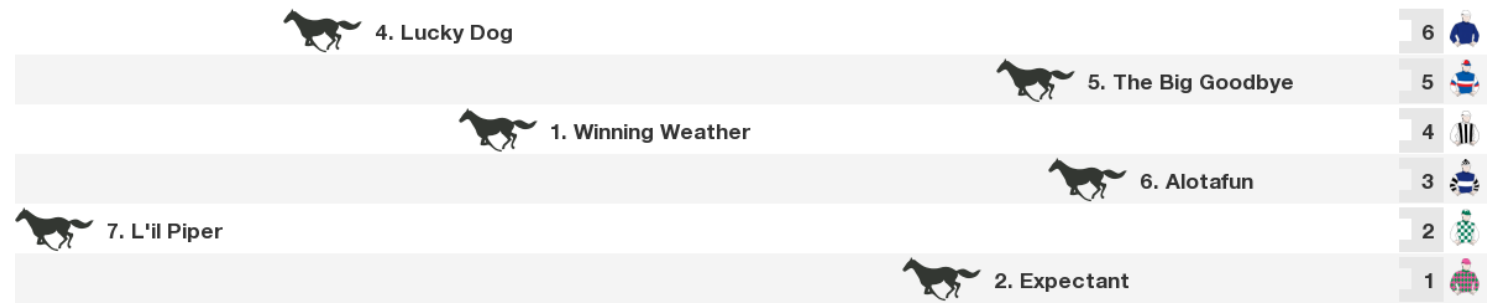 4. Lucky Dog 6
5. The Big Goodbye 5
1. Winning Weather 4
6. Alotafun 3
7. L'il Piper 2
2. Expectant 1